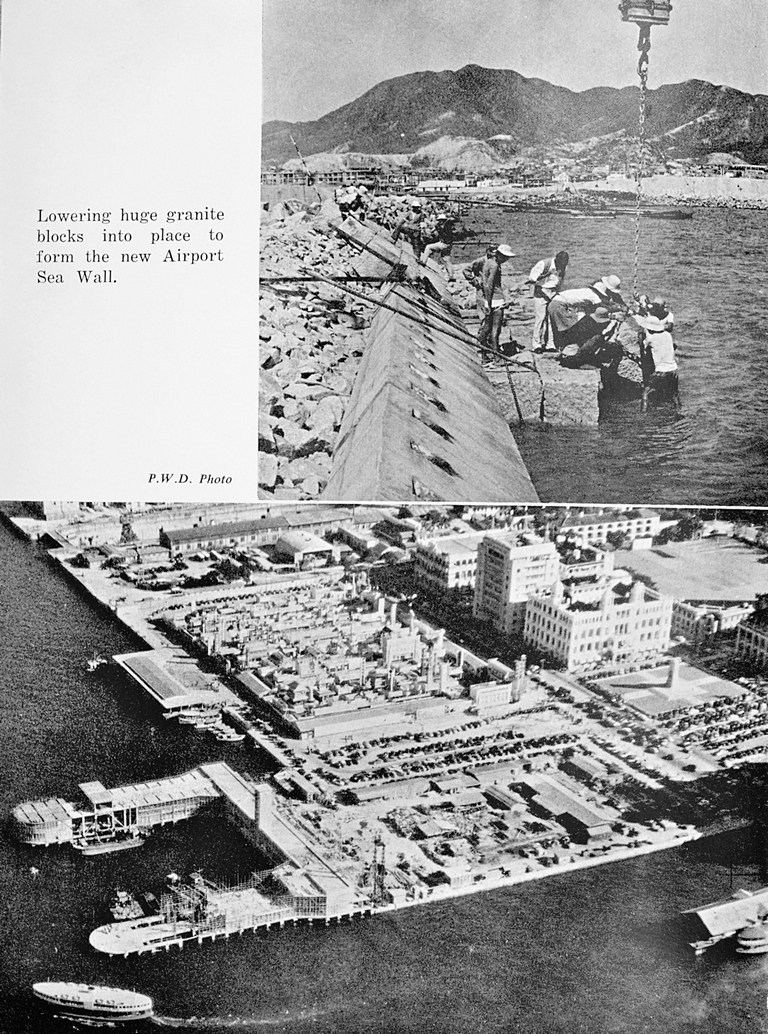 Lowering huge granite
blocks into place to
form the new Airport
Sea Wall.
P.W.D. Photo